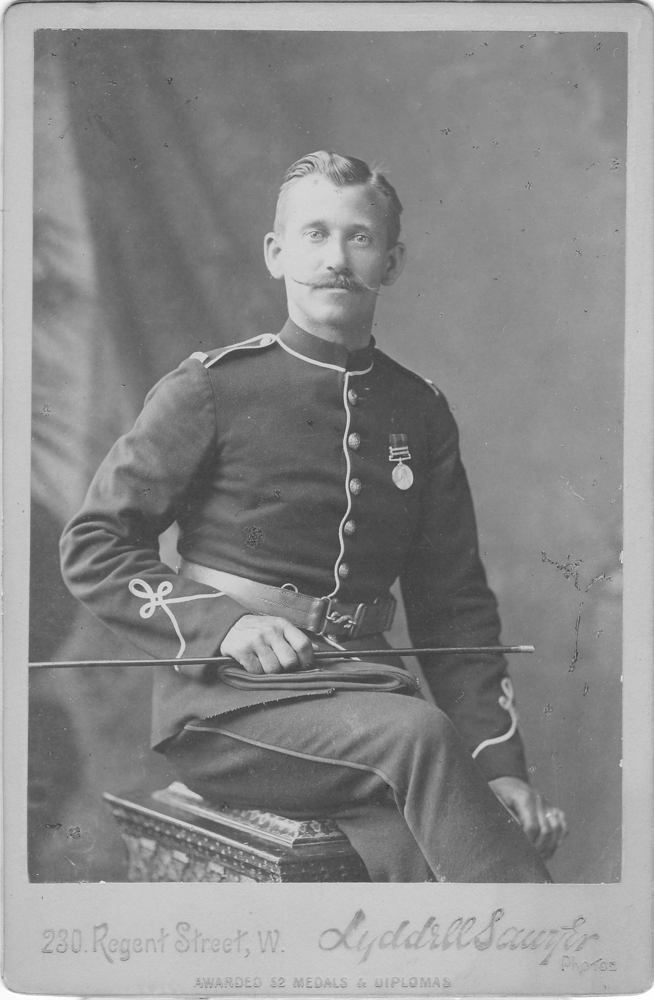 230. Regent Street, W.
Lyddell Sawyer
Photos
AWARDED 52 MEDALS & DIPLOMAS